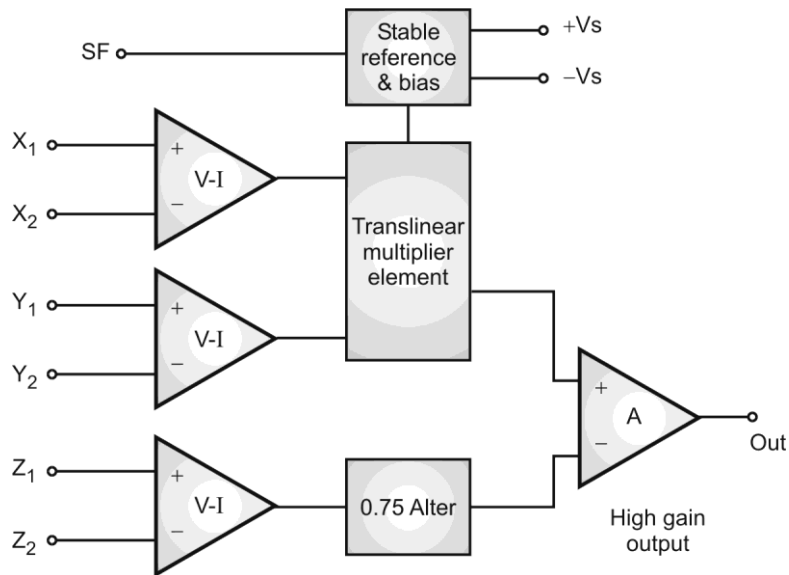 SF
Stable
reference
& bias
+Vs
−Vs
X₁
+
V-I
−
X₂
Translinear
multiplier
element
Y₁
+
V-I
−
Y₂
+
A
−
Out
Z₁
+
V-I
−
Z₂
0.75 Alter
High gain
output